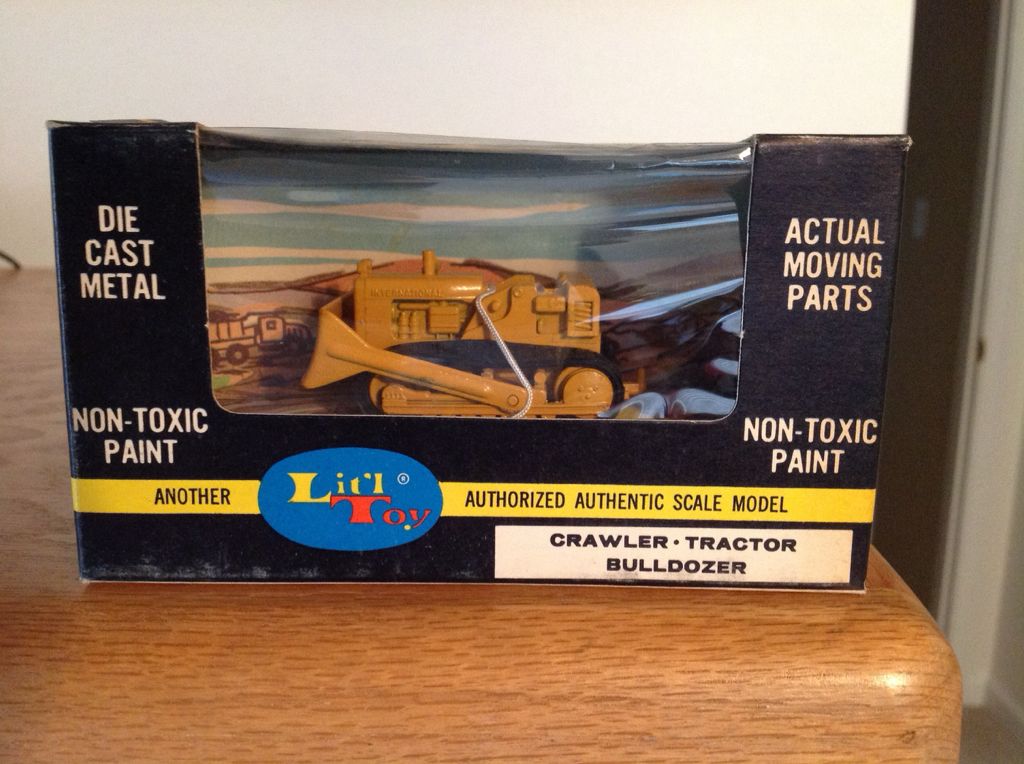 DIE
CAST
METAL
ACTUAL
MOVING
PARTS
INTERNATIONAL
NON-TOXIC
PAINT
NON-TOXIC
PAINT
ANOTHER
Lit'l ®
Toy
AUTHORIZED AUTHENTIC SCALE MODEL
CRAWLER · TRACTOR
BULLDOZER